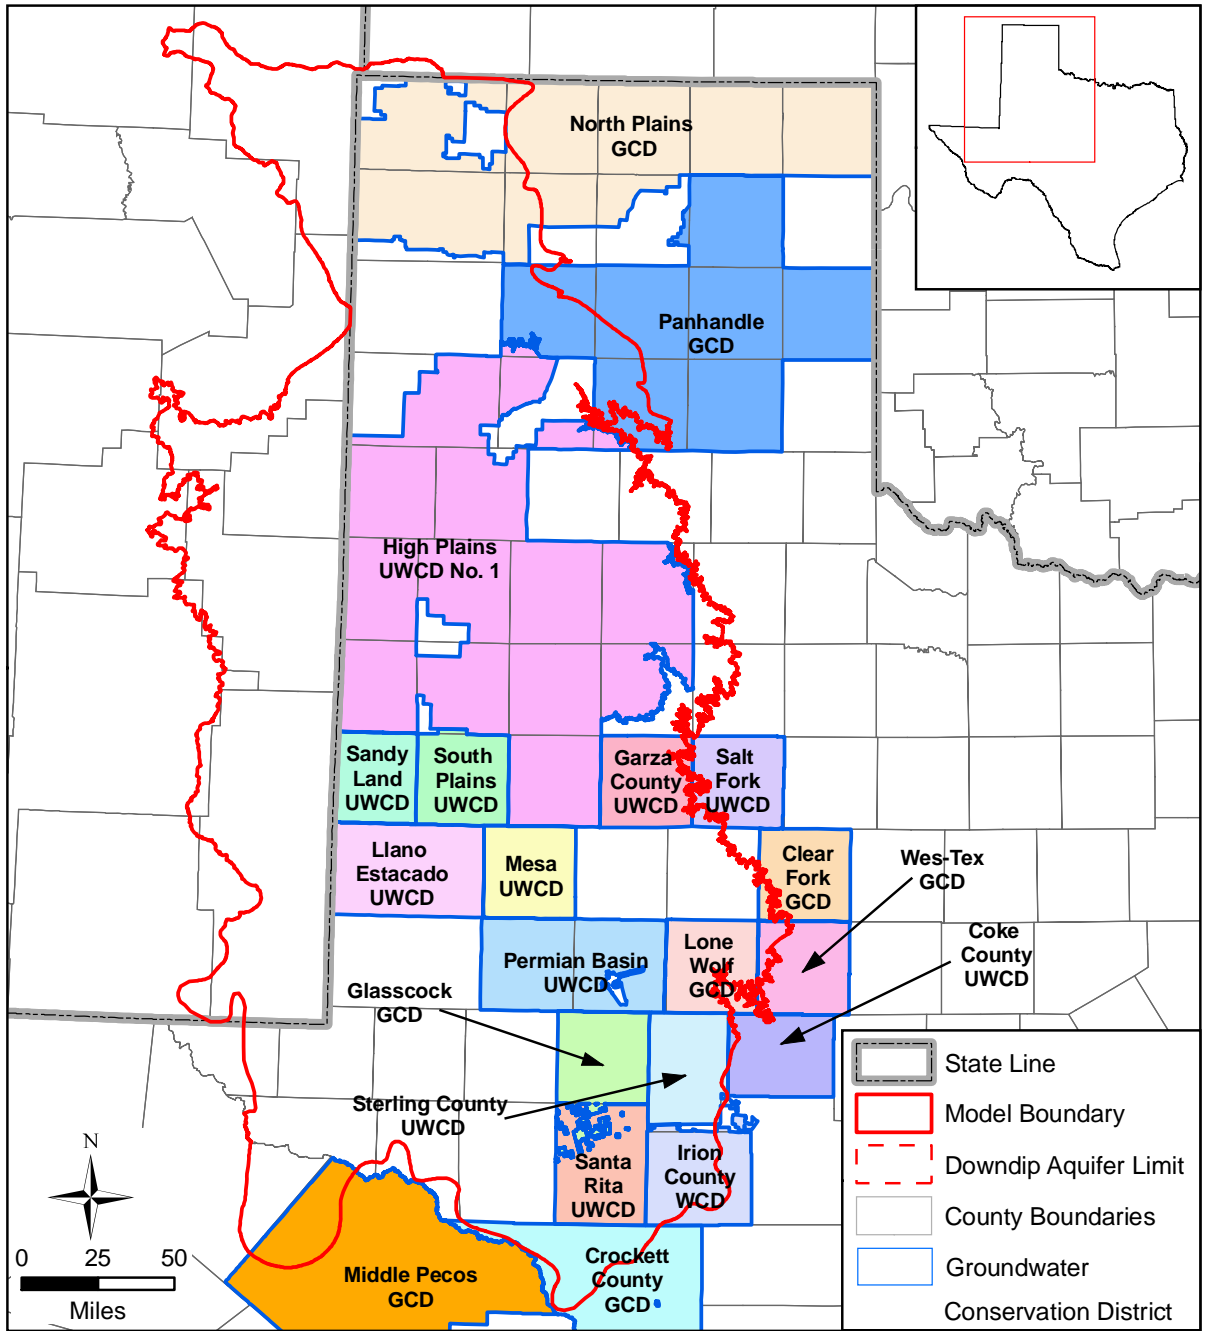 North Plains
GCD
Panhandle
GCD
High Plains
UWCD No. 1
Sandy
Land
UWCD
South
Plains
UWCD
Garza
County
UWCD
Salt
Fork
UWCD
Llano
Estacado
UWCD
Mesa
UWCD
Clear
Fork
GCD
Wes-Tex
GCD
Coke
County
UWCD
Lone
Wolf
GCD
Permian Basin
UWCD
Glasscock
GCD
Sterling County
UWCD
Santa
Rita
UWCD
Irion
County
WCD
Crockett
County
GCD
Middle Pecos
GCD
N
0 25 50
Miles
State Line
Model Boundary
Downdip Aquifer Limit
County Boundaries
Groundwater
Conservation District